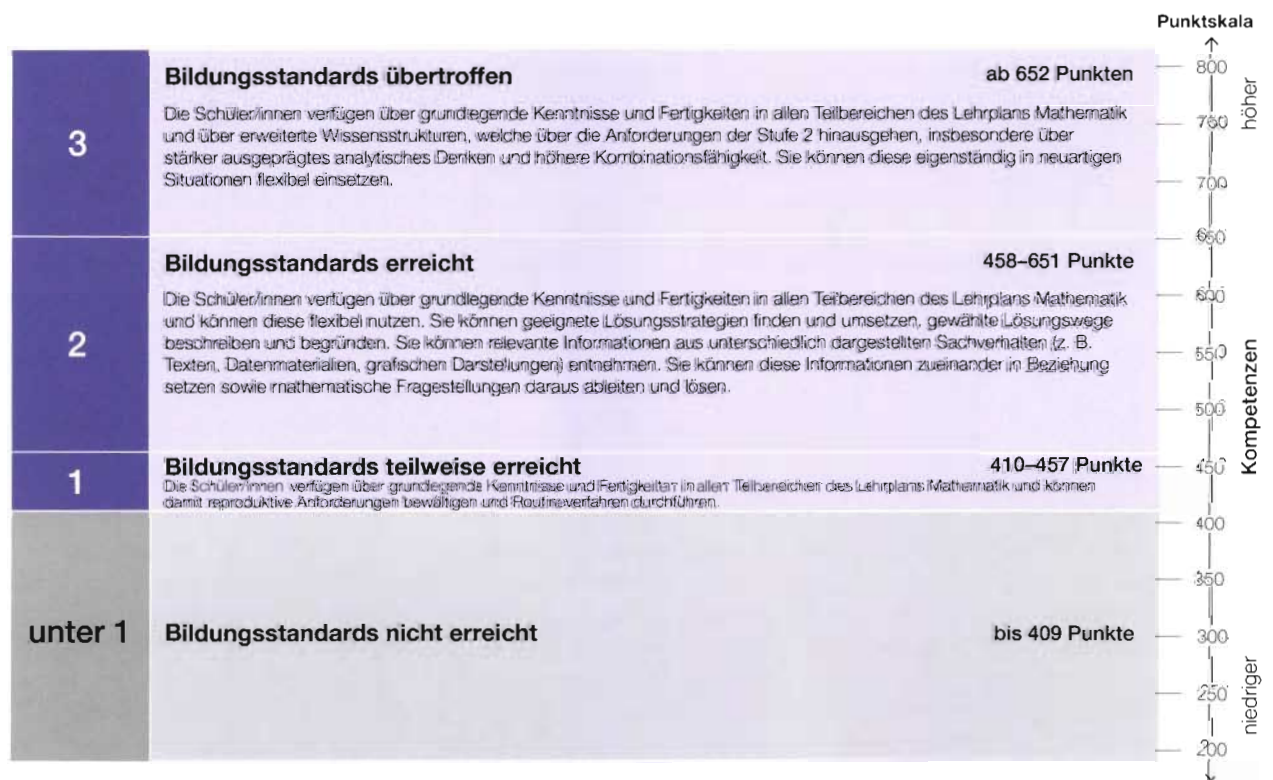 Punktskala
3
Bildungsstandards übertroffen
ab 652 Punkten
Die Schüler/innen verfügen über grundlegende Kenntnisse und Fertigkeiten in allen Teilbereichen des Lehrplans Mathematik
und über erweiterte Wissensstrukturen, welche über die Anforderungen der Stufe 2 hinausgehen, insbesondere über
stärker ausgeprägtes analytisches Denken und höhere Kombinationsfähigkeit. Sie können diese eigenständig in neuartigen
Situationen flexibel einsetzen.
2
Bildungsstandards erreicht
458–651 Punkte
Die Schüler/innen verfügen über grundlegende Kenntnisse und Fertigkeiten in allen Teilbereichen des Lehrplans Mathematik
und können diese flexibel nutzen. Sie können geeignete Lösungsstrategien finden und umsetzen, gewählte Lösungswege
beschreiben und begründen. Sie können relevante Informationen aus unterschiedlich dargestellten Sachverhalten (z. B.
Texten, Datenmaterialien, grafischen Darstellungen) entnehmen. Sie können diese Informationen zueinander in Beziehung
setzen sowie mathematische Fragestellungen daraus ableiten und lösen.
1
Bildungsstandards teilweise erreicht
410–457 Punkte
Die Schüler/innen verfügen über grundlegende Kenntnisse und Fertigkeiten in allen Teilbereichen des Lehrplans Mathematik und können
damit reproduktive Anforderungen bewältigen und Routineverfahren durchführen.
unter 1
Bildungsstandards nicht erreicht
bis 409 Punkte
800
750
700
650
600
550
500
450
400
350
300
250
200
höher
Kompetenzen
niedriger